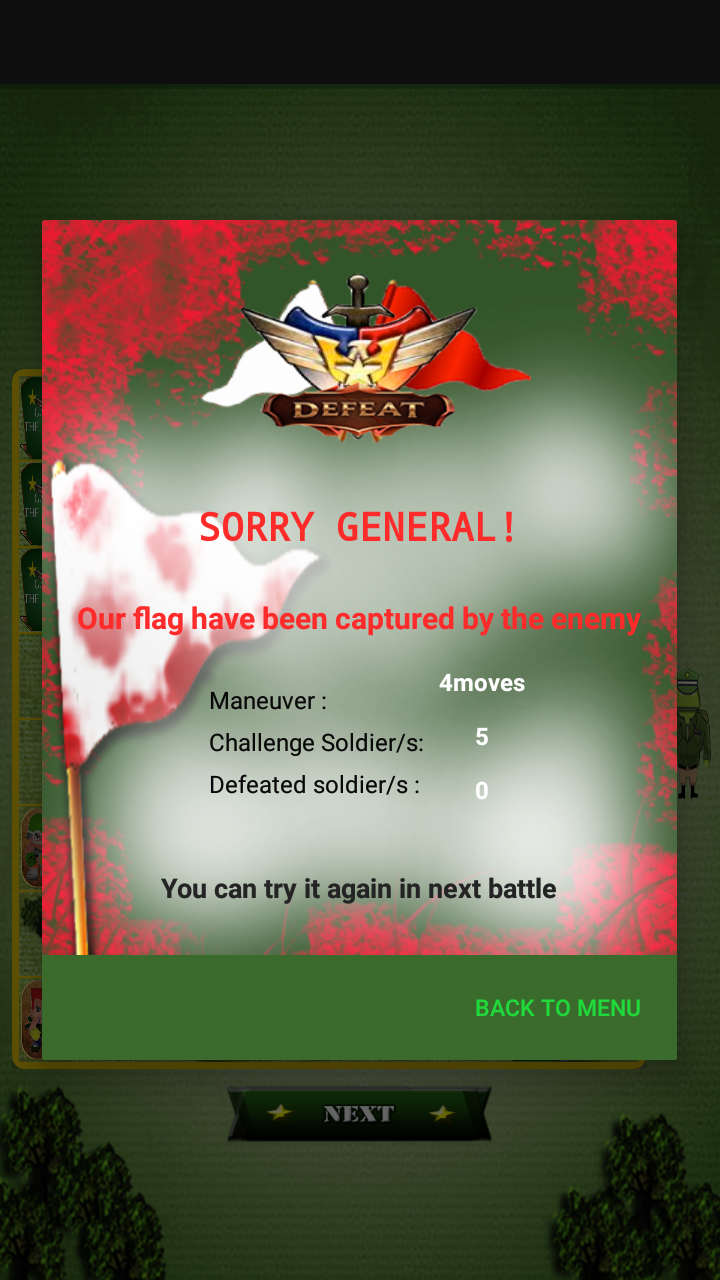 DEFEAT
SORRY GENERAL!
Our flag have been captured by the enemy
Maneuver : 4moves
Challenge Soldier/s: 5
Defeated soldier/s : 0
You can try it again in next battle
BACK TO MENU
NEXT